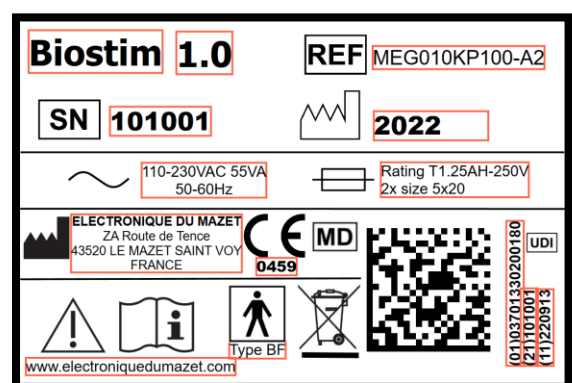 Biostim 1.0
REF MEG010KP100-A2
SN 101001
2022
110-230VAC 55VA
50-60Hz
Rating T1.25AH-250V
2x size 5x20
ELECTRONIQUE DU MAZET
ZA Route de Tence
43520 LE MAZET SAINT VOY
FRANCE
CE
0459
MD
UDI
(01)03701330200180
(21)101001
(11)220913
i
Type BF
www.electroniquedumazet.com